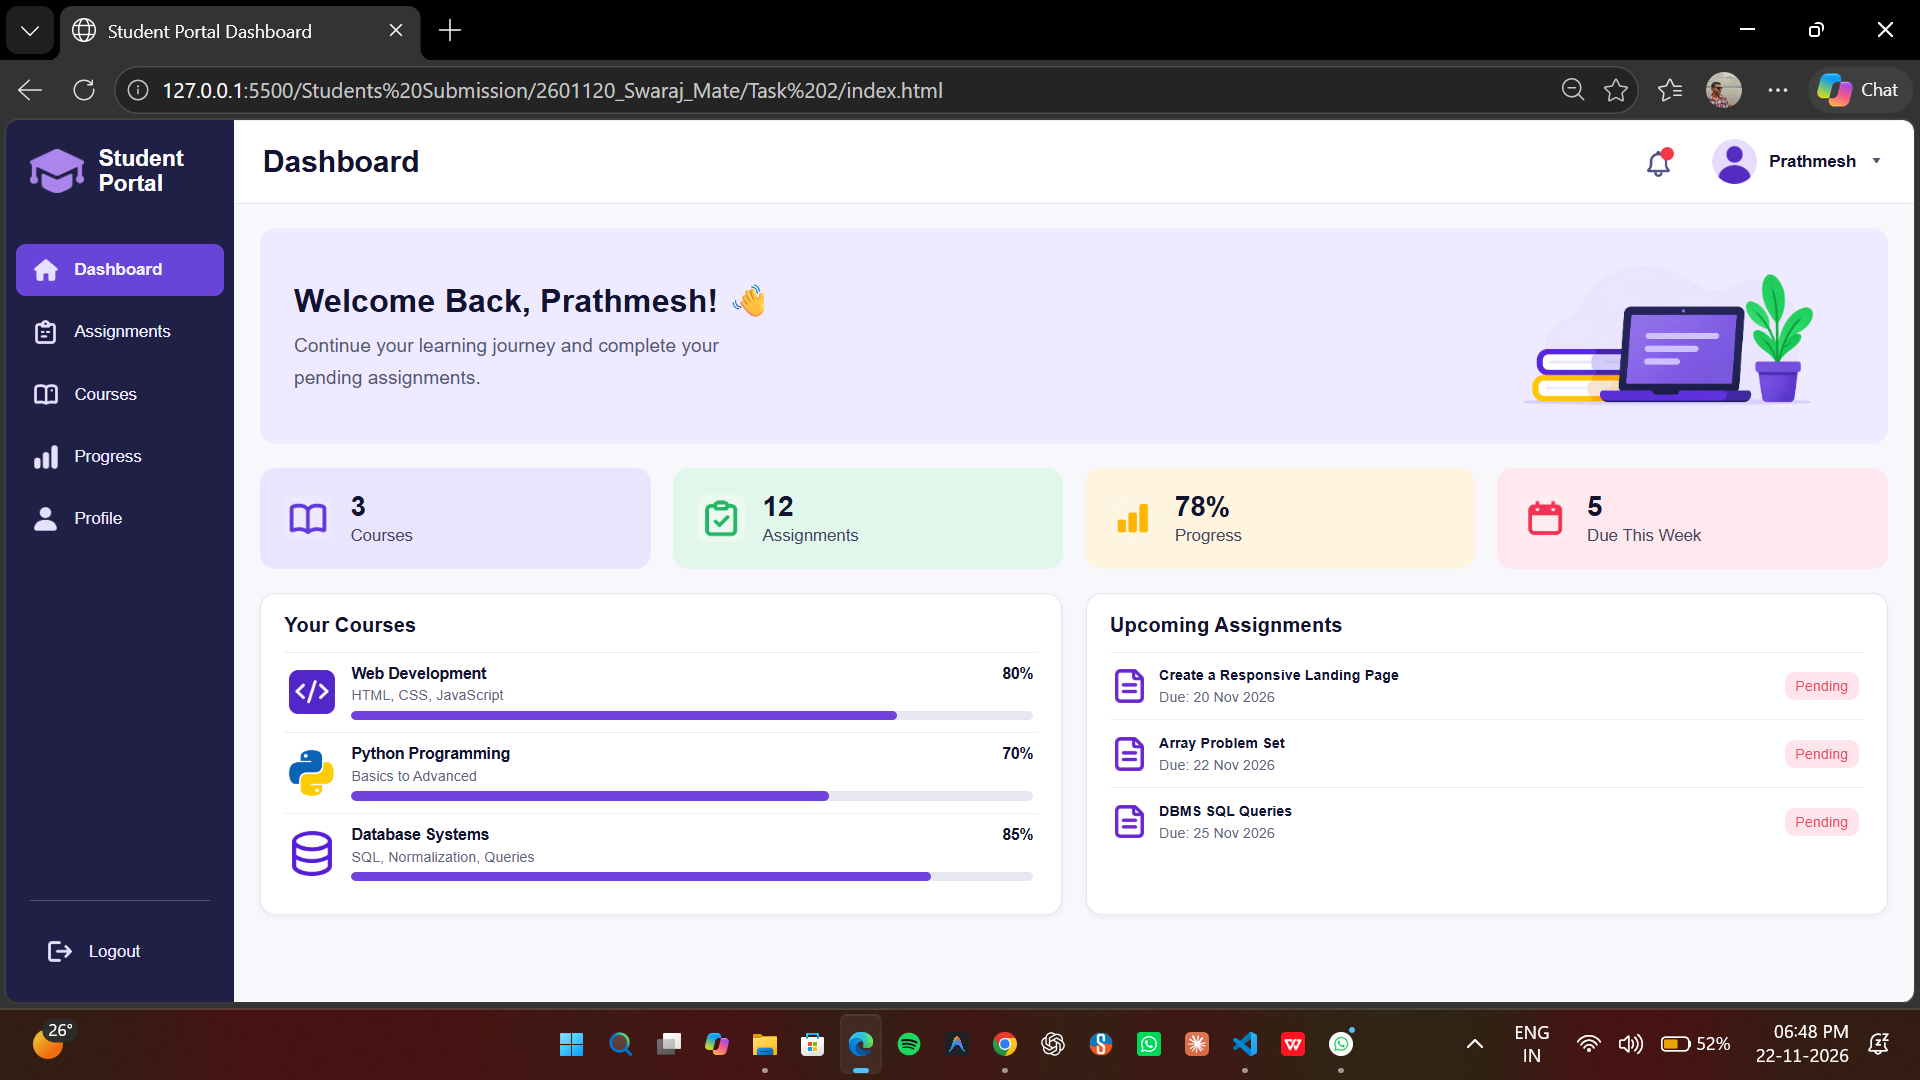 Student Portal Dashboard
127.0.0.1:5500/Students%20Submission/2601120_Swaraj_Mate/Task%202/index.html
Chat
Student
Portal
Dashboard
Assignments
Courses
Progress
Profile
Logout
Dashboard
Prathmesh
Welcome Back, Prathmesh! 👋
Continue your learning journey and complete your
pending assignments.
3
Courses
12
Assignments
78%
Progress
5
Due This Week
Your Courses
Web Development
80%
HTML, CSS, JavaScript
Python Programming
70%
Basics to Advanced
Database Systems
85%
SQL, Normalization, Queries
Upcoming Assignments
Create a Responsive Landing Page
Due: 20 Nov 2026
Pending
Array Problem Set
Due: 22 Nov 2026
Pending
DBMS SQL Queries
Due: 25 Nov 2026
Pending
26°
ENG
IN
52%
06:48 PM
22-11-2026